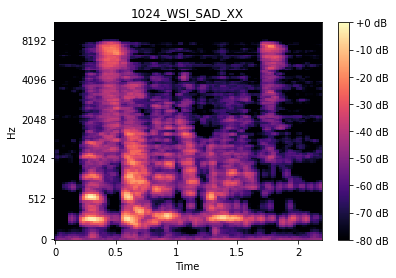 1024_WSI_SAD_XX
Hz
8192
4096
2048
1024
512
0
0
0.5
1
1.5
2
Time
+0 dB
-10 dB
-20 dB
-30 dB
-40 dB
-50 dB
-60 dB
-70 dB
-80 dB